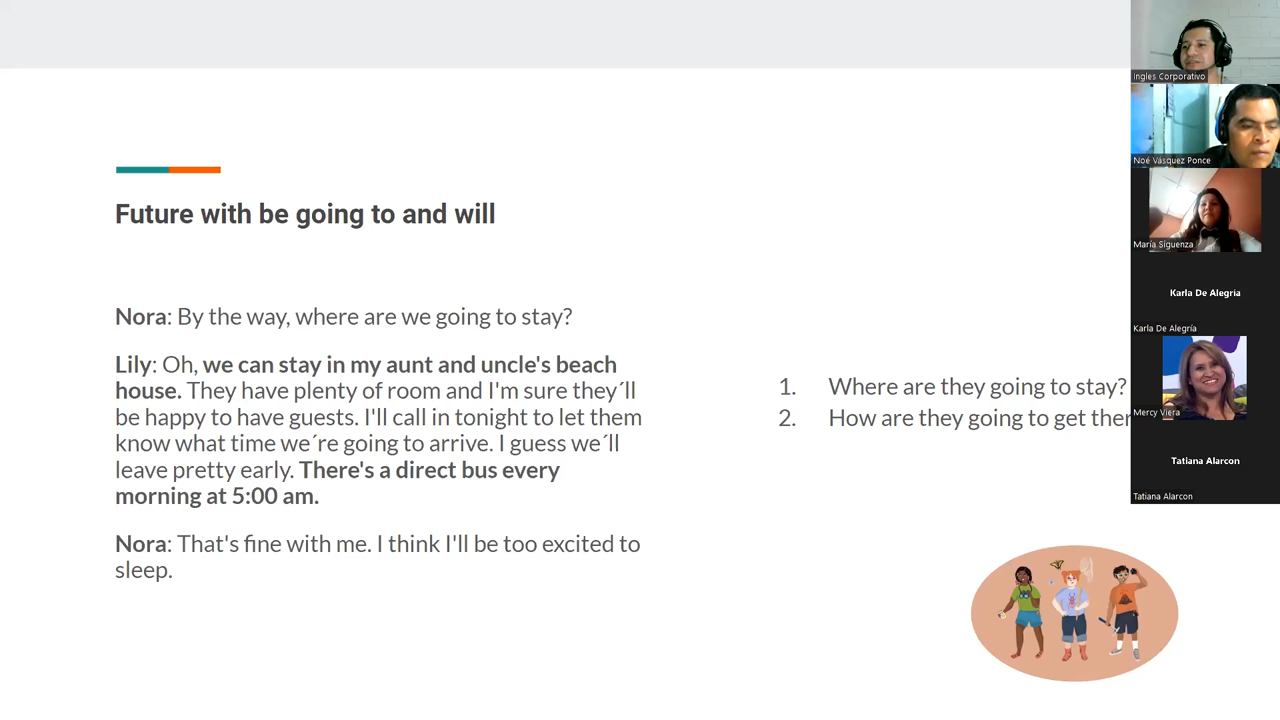 Future with be going to and will
Nora: By the way, where are we going to stay?
Lily: Oh, we can stay in my aunt and uncle's beach
house. They have plenty of room and I'm sure they´ll
be happy to have guests. I'll call in tonight to let them
know what time we´re going to arrive. I guess we´ll
leave pretty early. There's a direct bus every
morning at 5:00 am.
Nora: That's fine with me. I think I'll be too excited to
sleep.
1. Where are they going to stay?
2. How are they going to get ther
Ingles Corporativo
Noé Vásquez Ponce
María Sigüenza
Karla De Alegría
Karla De Alegría
Mercy Viera
Tatiana Alarcon
Tatiana Alarcon